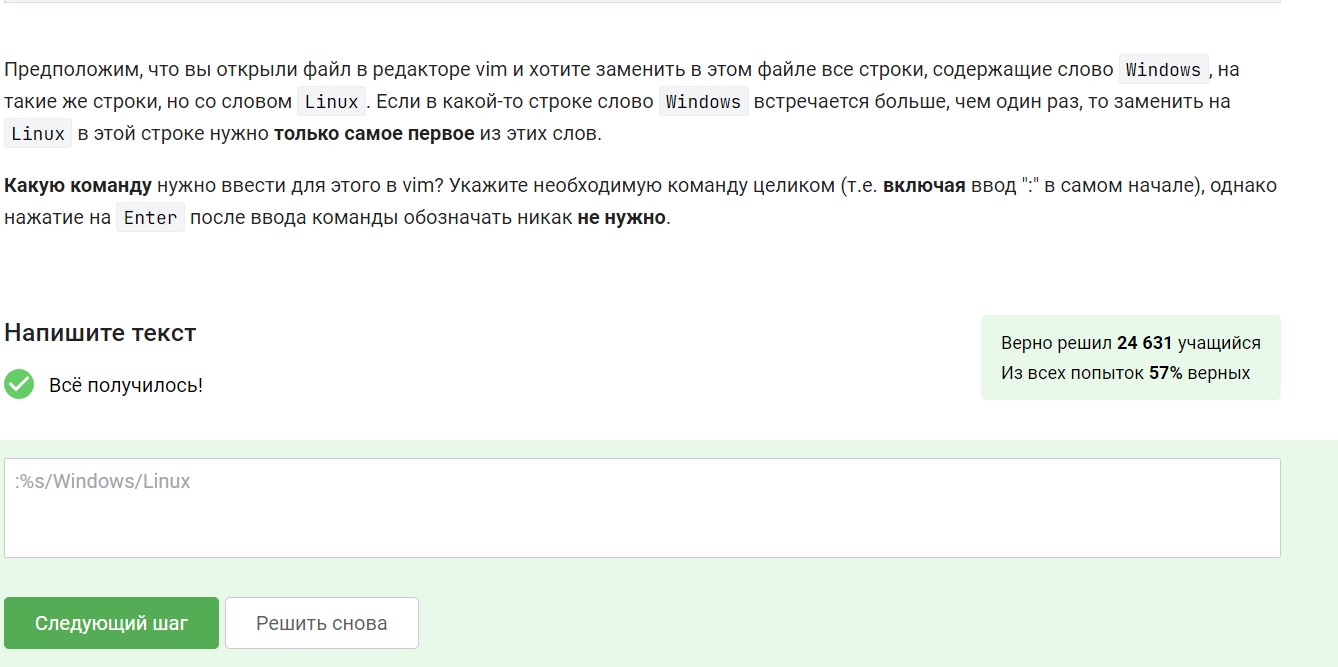 Предположим, что вы открыли файл в редакторе vim и хотите заменить в этом файле все строки, содержащие слово Windows, на
такие же строки, но со словом Linux. Если в какой-то строке слово Windows встречается больше, чем один раз, то заменить на
Linux в этой строке нужно только самое первое из этих слов.
Какую команду нужно ввести для этого в vim? Укажите необходимую команду целиком (т.е. включая ввод ":" в самом начале), однако
нажатие на Enter после ввода команды обозначать никак не нужно.
Напишите текст
Верно решил 24 631 учащийся
Из всех попыток 57% верных
Всё получилось!
:%s/Windows/Linux
Следующий шаг
Решить снова